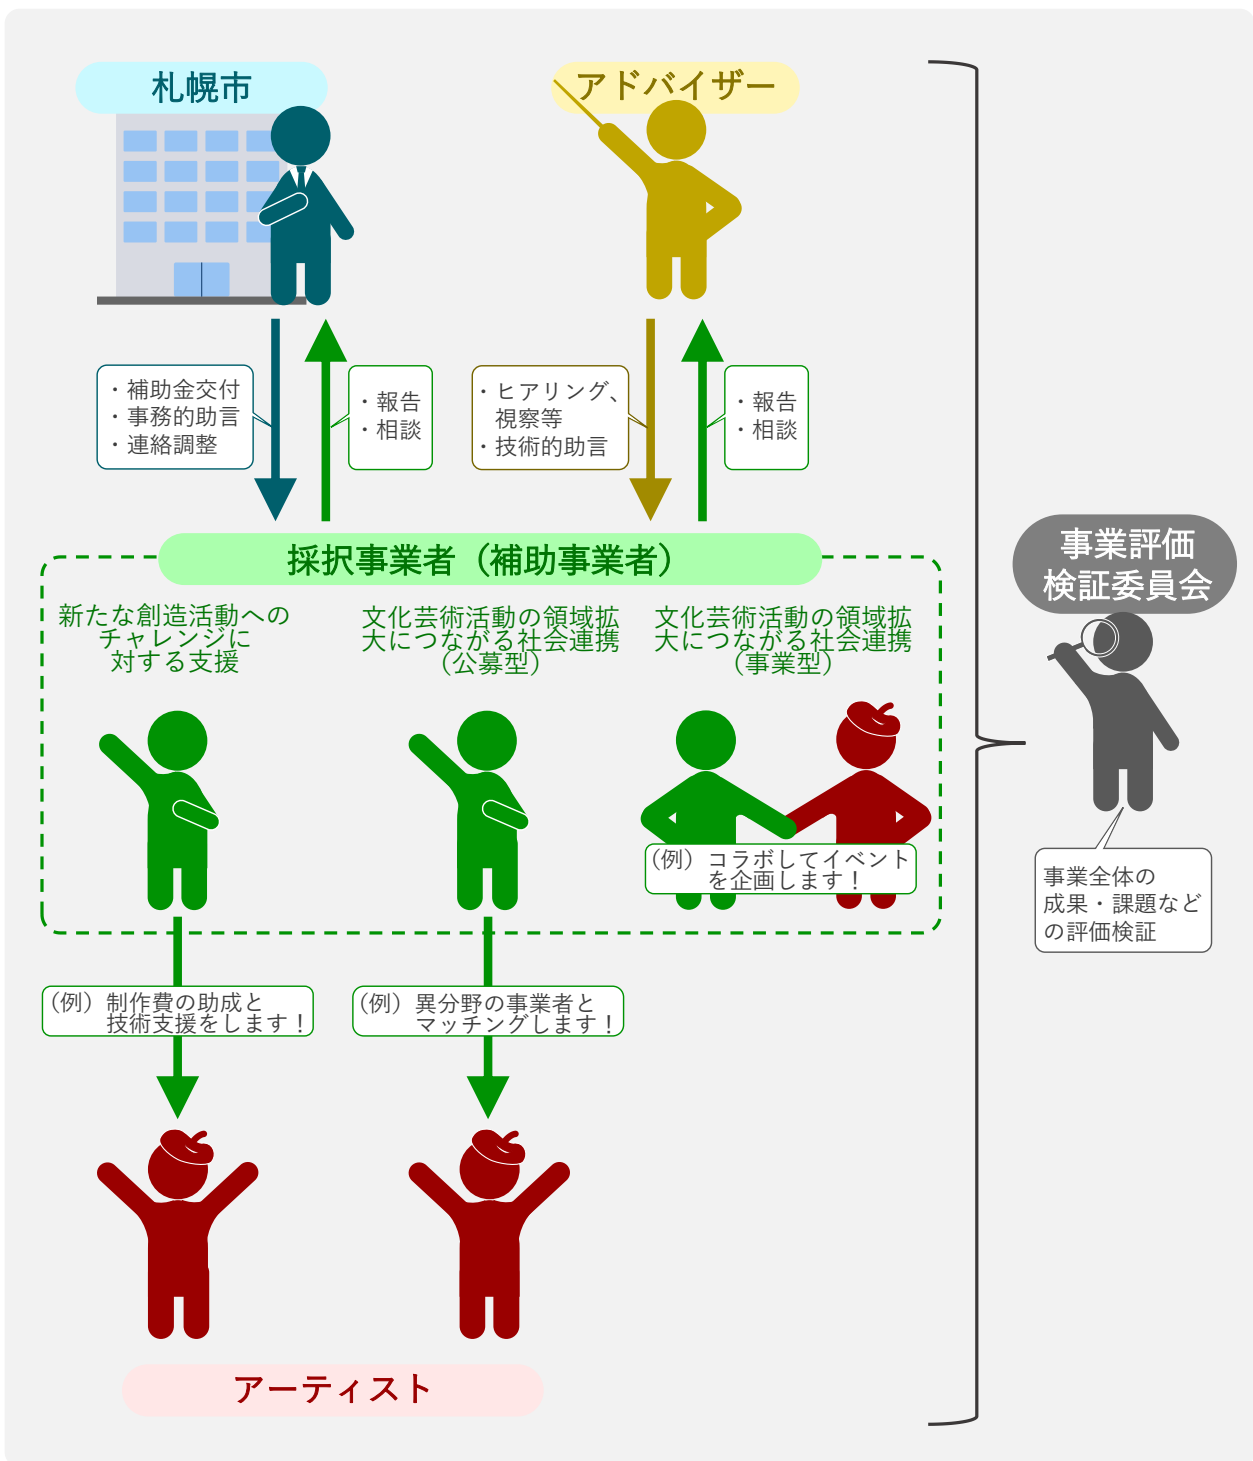 札幌市
アドバイザー
・補助金交付
・事務的助言
・連絡調整
・報告
・相談
・ヒアリング、
視察等
・技術的助言
・報告
・相談
採択事業者（補助事業者）
新たな創造活動への
チャレンジに
対する支援
文化芸術活動の領域拡
大につながる社会連携
（公募型）
文化芸術活動の領域拡
大につながる社会連携
（事業型）
（例）コラボしてイベント
を企画します！
事業評価
検証委員会
事業全体の
成果・課題など
の評価検証
（例）制作費の助成と
技術支援をします！
（例）異分野の事業者と
マッチングします！
アーティスト